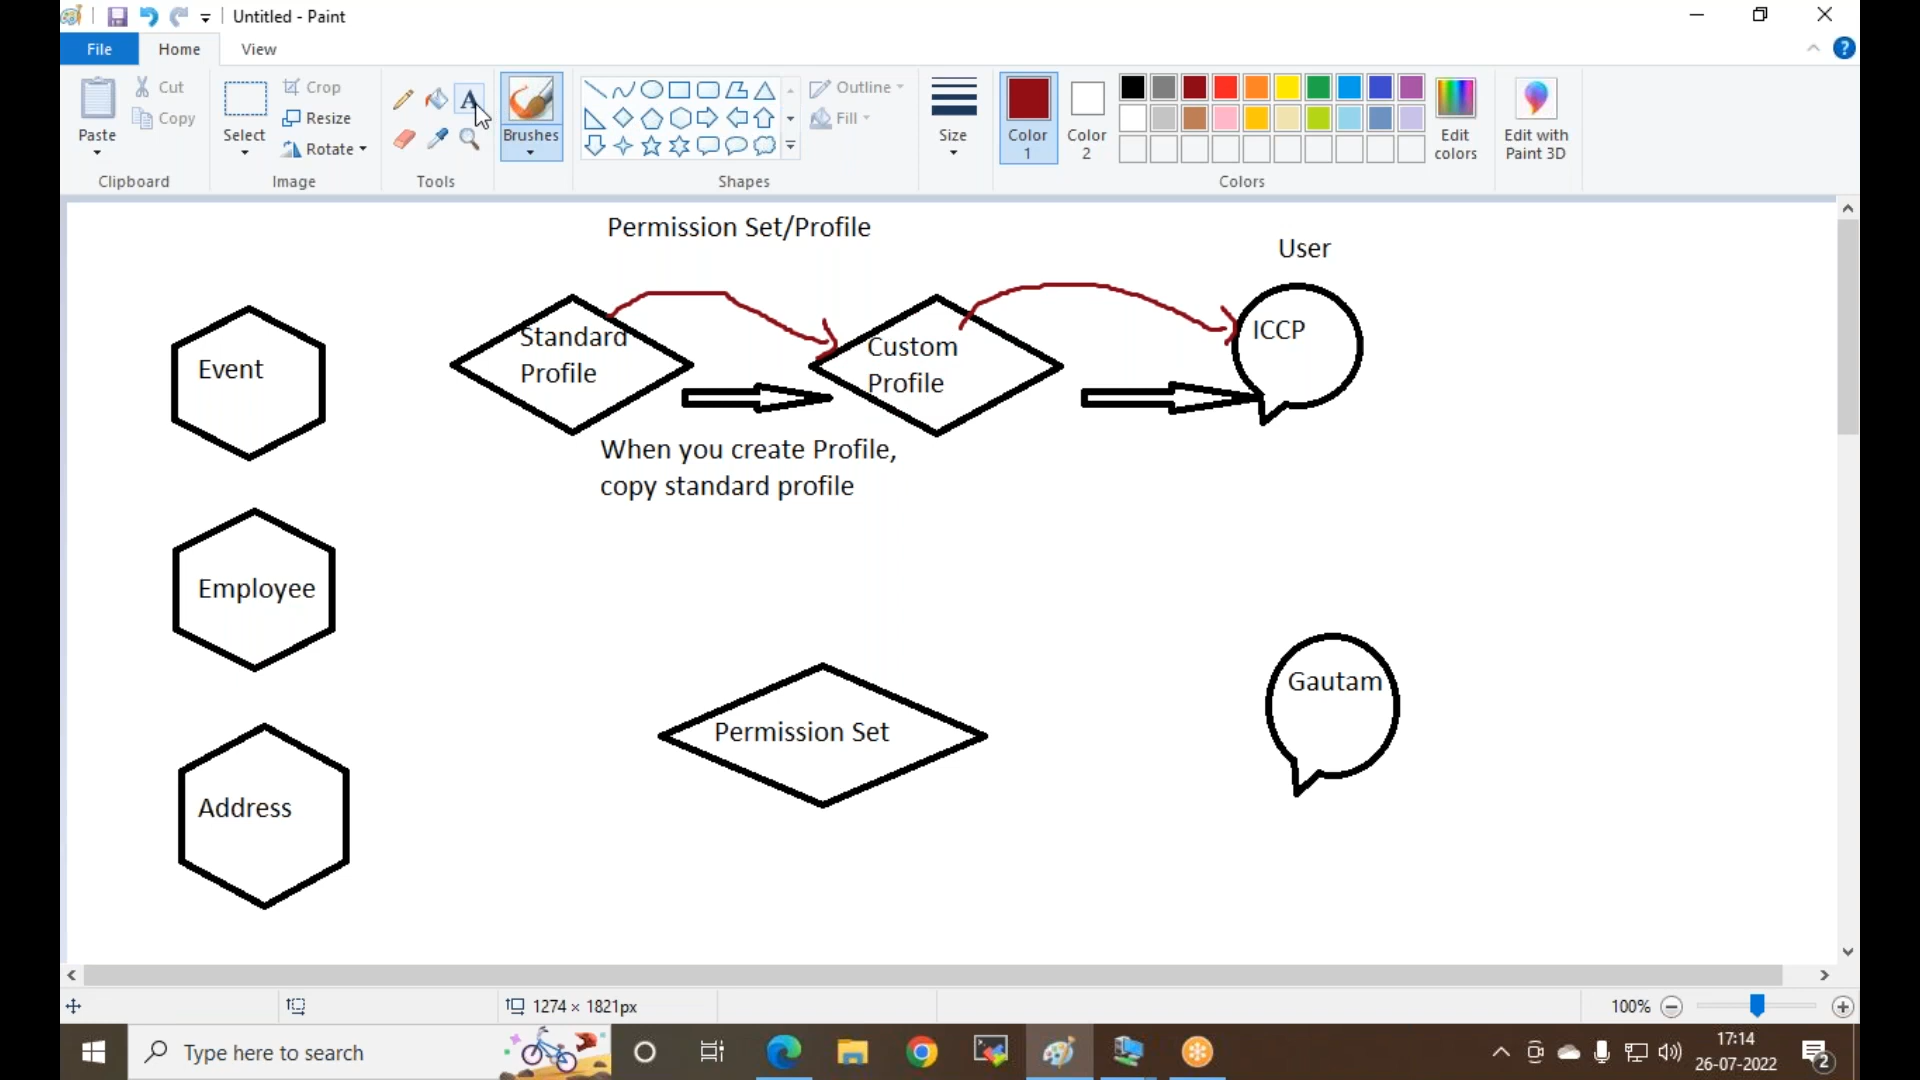 Untitled - Paint
File Home View
Paste
Cut
Copy
Clipboard
Select
Crop
Resize
Rotate
Image
A
Tools
Brushes
Shapes
Outline
Fill
Size
Color
1
Color
2
Colors
Edit
colors
Edit with
Paint 3D
Permission Set/Profile
User
Event
Standard
Profile
Custom
Profile
ICCP
When you create Profile,
copy standard profile
Employee
Permission Set
Gautam
Address
1274 × 1821px
100%
Type here to search
17:14
26-07-2022
2